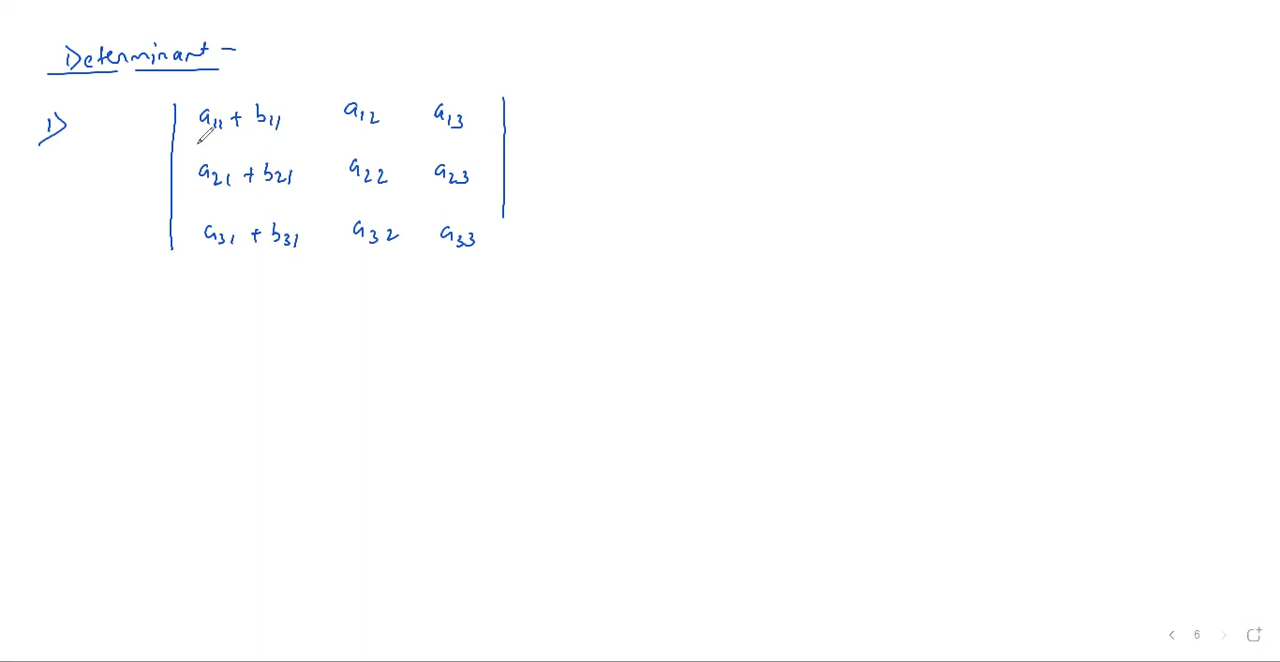 Determinant -
1) | a11 + b11 a12 a13 |
| a21 + b21 a22 a23 |
| a31 + b31 a32 a33 |
< 6 >